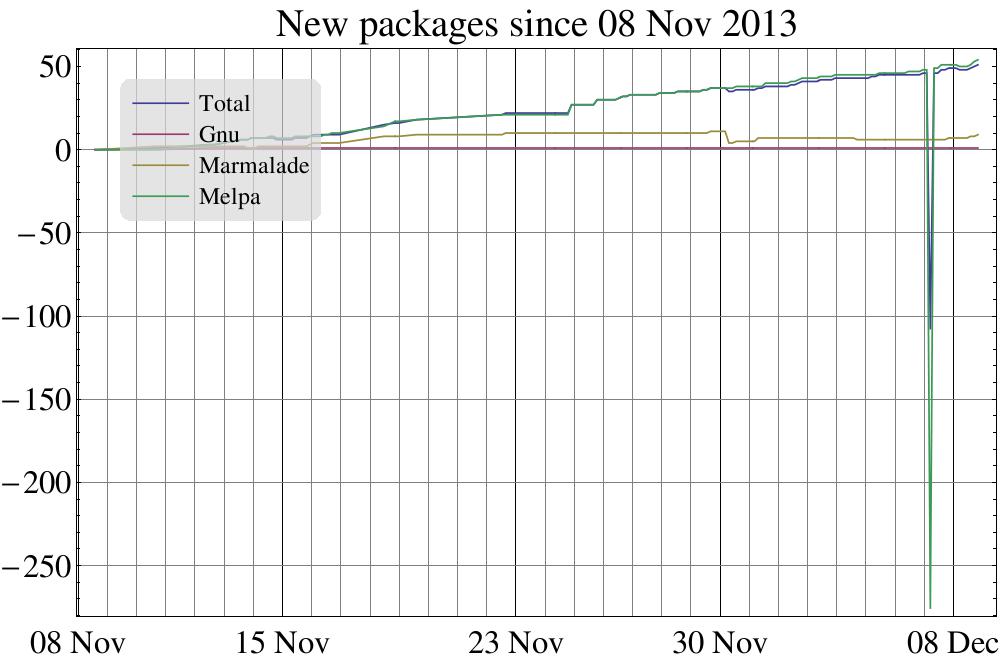 New packages since 08 Nov 2013
50
0
−50
−100
−150
−200
−250
Total
Gnu
Marmalade
Melpa
08 Nov 15 Nov 23 Nov 30 Nov 08 Dec